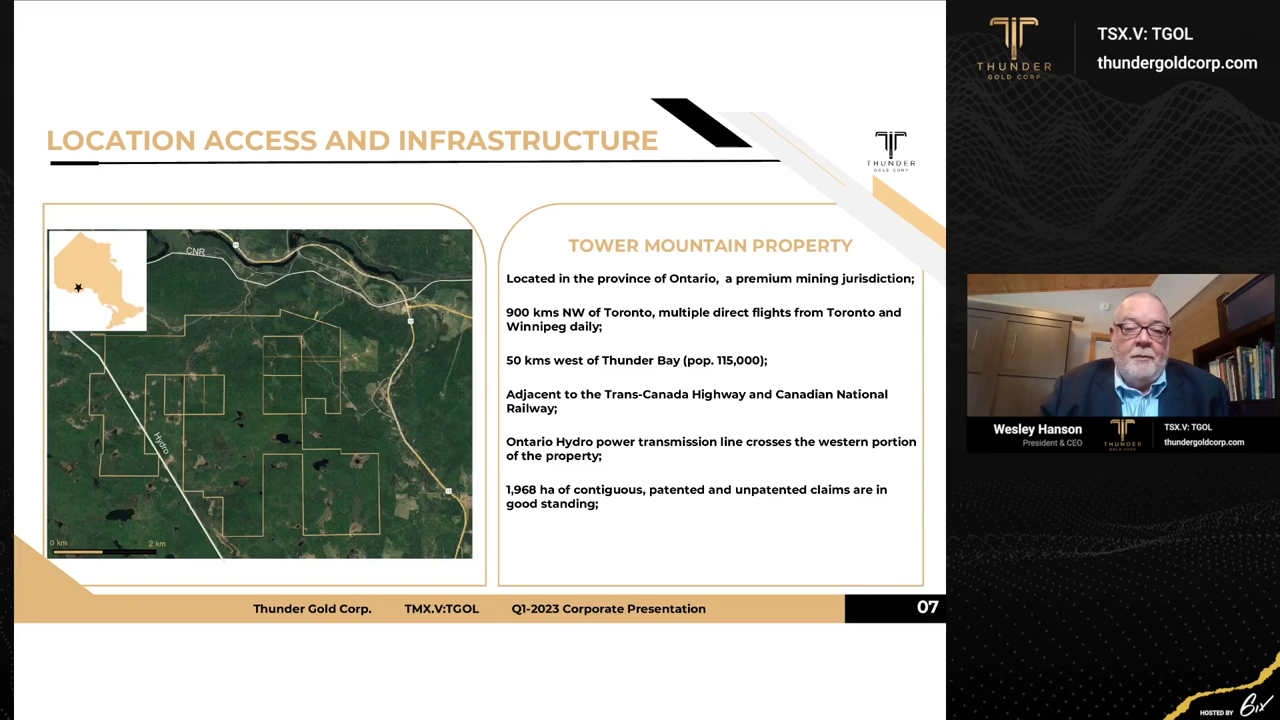 LOCATION ACCESS AND INFRASTRUCTURE
THUNDER
GOLD CORP
CNR
Hydro
0 km
2 km
TOWER MOUNTAIN PROPERTY
Located in the province of Ontario,  a premium mining jurisdiction;
900 kms NW of Toronto, multiple direct flights from Toronto and
Winnipeg daily;
50 kms west of Thunder Bay (pop. 115,000);
Adjacent to the Trans-Canada Highway and Canadian National
Railway;
Ontario Hydro power transmission line crosses the western portion
of the property;
1,968 ha of contiguous, patented and unpatented claims are in
good standing;
Thunder Gold Corp. TMX.V:TGOL Q1-2023 Corporate Presentation
07
THUNDER
GOLD CORP
TSX.V: TGOL
thundergoldcorp.com
Wesley Hanson
President & CEO
THUNDER
GOLD CORP
TSX.V: TGOL
thundergoldcorp.com
HOSTED BY 6ix